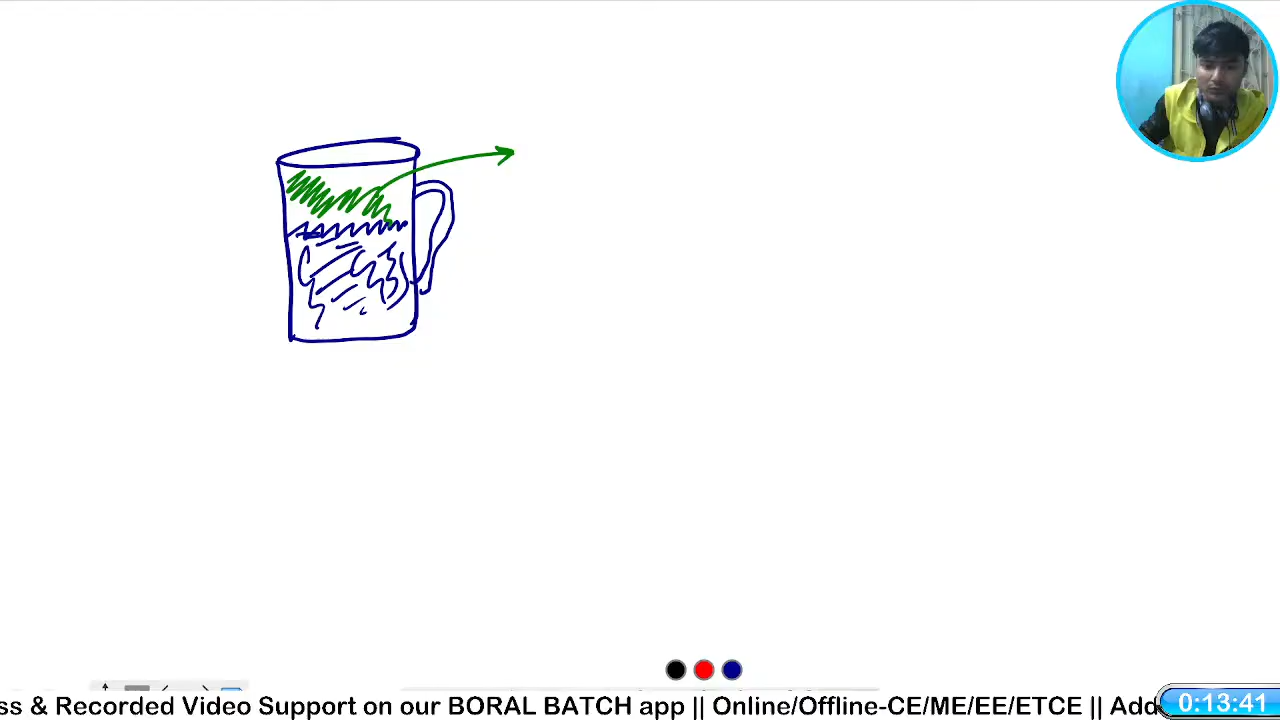 ss & Recorded Video Support on our BORAL BATCH app || Online/Offline-CE/ME/EE/ETCE || Add
0:13:41